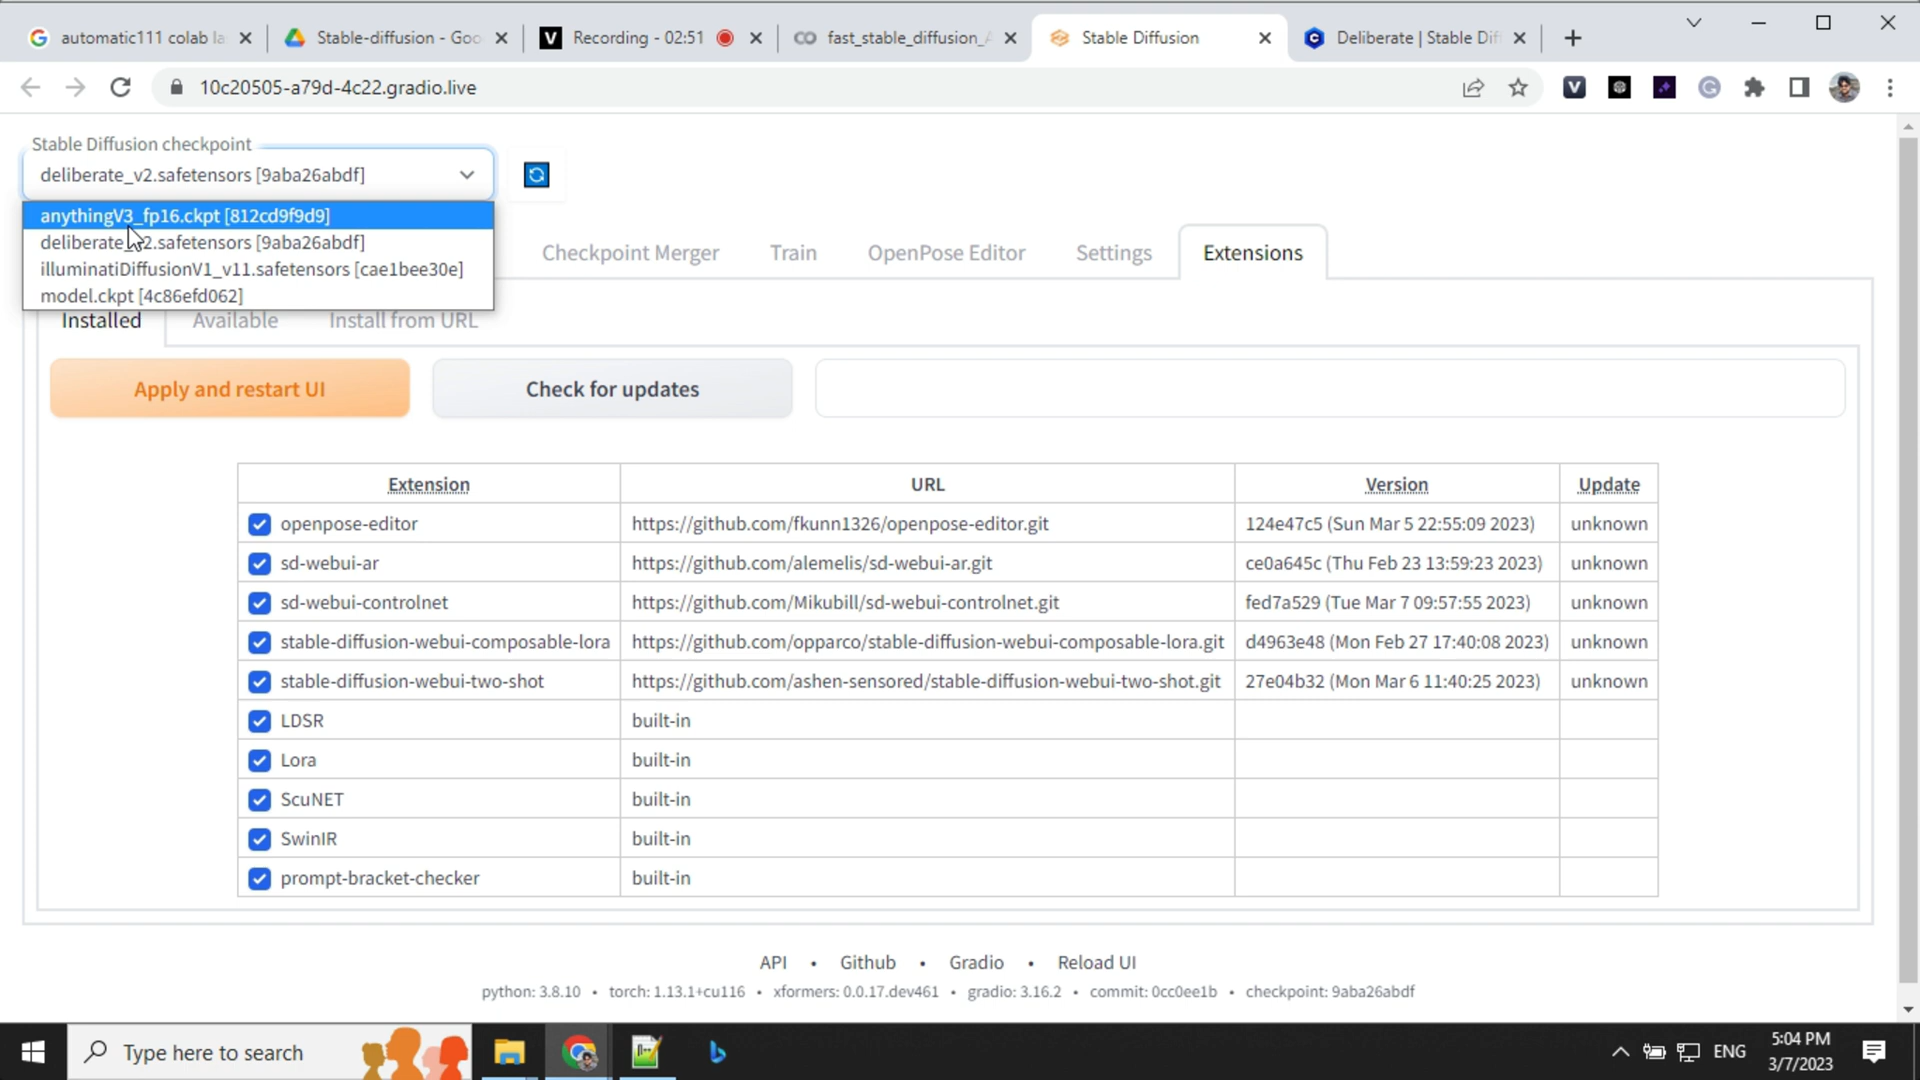 automatic111 colab la
Stable-diffusion - Goo
V
Recording - 02:51
fast_stable_diffusion_A
Stable Diffusion
Deliberate | Stable Dif
10c20505-a79d-4c22.gradio.live
Stable Diffusion checkpoint
deliberate_v2.safetensors [9aba26abdf]
anythingV3_fp16.ckpt [812cd9f9d9]
deliberate_v2.safetensors [9aba26abdf]
illuminatiDiffusionV1_v11.safetensors [cae1bee30e]
model.ckpt [4c86efd062]
Checkpoint Merger
Train
OpenPose Editor
Settings
Extensions
Installed
Available
Install from URL
Apply and restart UI
Check for updates
Extension URL Version Update
openpose-editor https://github.com/fkunn1326/openpose-editor.git 124e47c5 (Sun Mar 5 22:55:09 2023) unknown
sd-webui-ar https://github.com/alemelis/sd-webui-ar.git ce0a645c (Thu Feb 23 13:59:23 2023) unknown
sd-webui-controlnet https://github.com/Mikubill/sd-webui-controlnet.git fed7a529 (Tue Mar 7 09:57:55 2023) unknown
stable-diffusion-webui-composable-lora https://github.com/opparco/stable-diffusion-webui-composable-lora.git d4963e48 (Mon Feb 27 17:40:08 2023) unknown
stable-diffusion-webui-two-shot https://github.com/ashen-sensored/stable-diffusion-webui-two-shot.git 27e04b32 (Mon Mar 6 11:40:25 2023) unknown
LDSR built-in
Lora built-in
ScuNET built-in
SwinIR built-in
prompt-bracket-checker built-in
API • Github • Gradio • Reload UI
python: 3.8.10 • torch: 1.13.1+cu116 • xformers: 0.0.17.dev461 • gradio: 3.16.2 • commit: 0cc0ee1b • checkpoint: 9aba26abdf
Type here to search
ENG
5:04 PM
3/7/2023